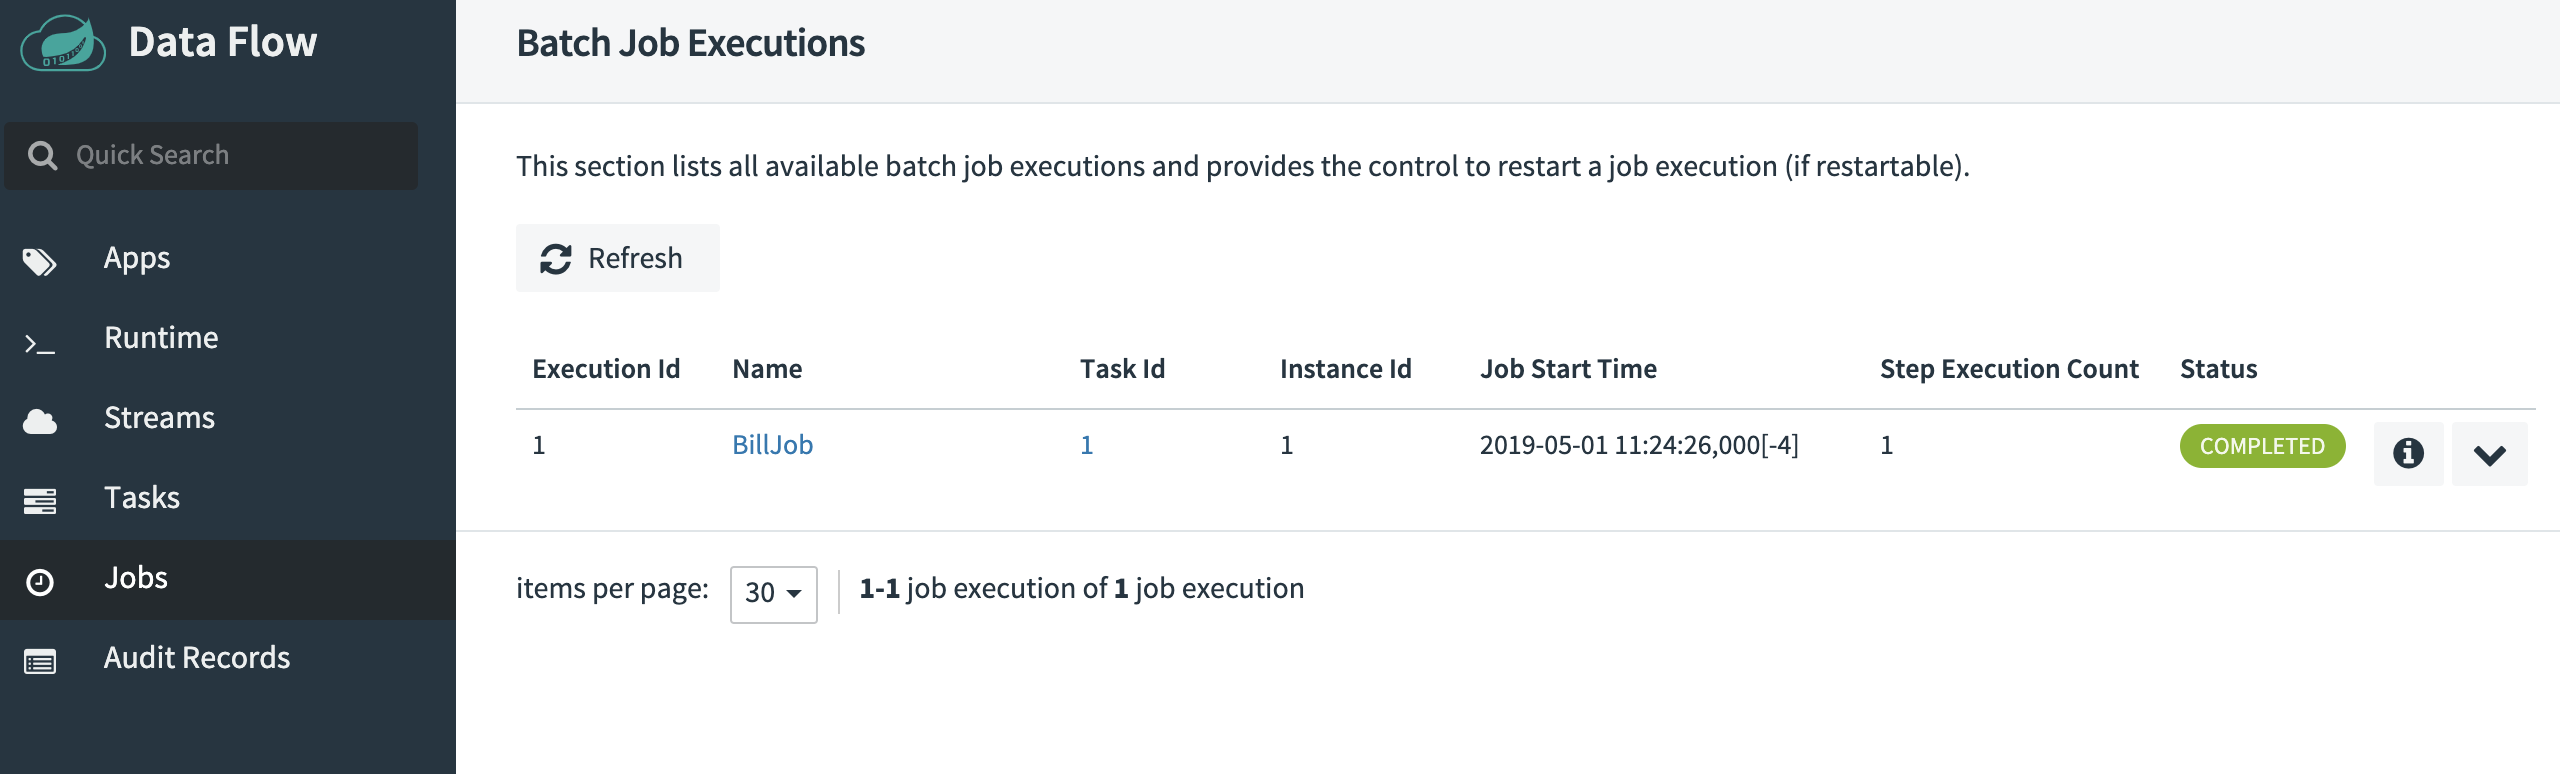 Data Flow
Quick Search
Apps
Runtime
Streams
Tasks
Jobs
Audit Records
Batch Job Executions
This section lists all available batch job executions and provides the control to restart a job execution (if restartable).
Refresh
Execution Id Name Task Id Instance Id Job Start Time Step Execution Count Status
1 BillJob 1 1 2019-05-01 11:24:26,000[-4] 1 COMPLETED
items per page: 30 1-1 job execution of 1 job execution